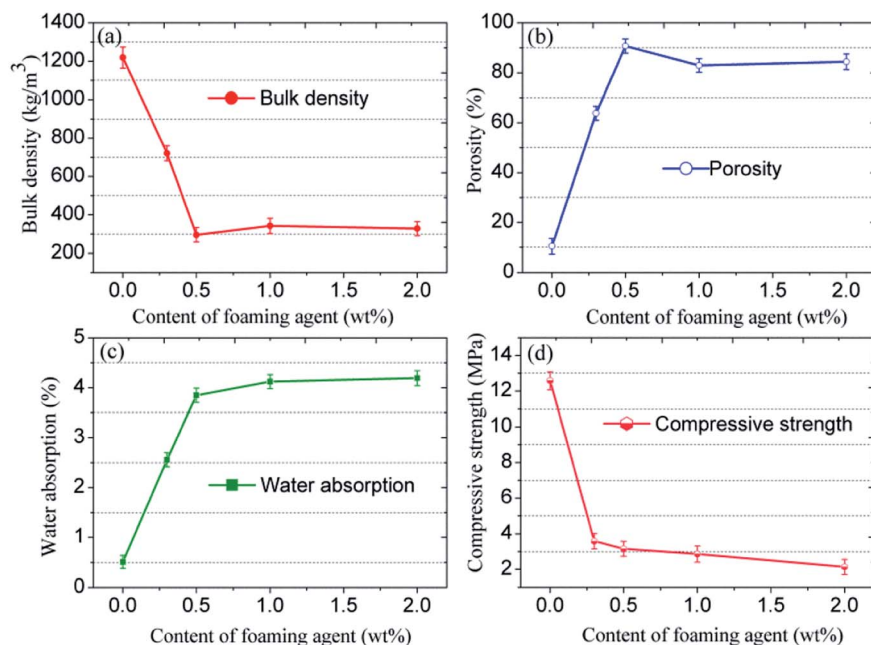 (a)
Bulk density (kg/m³)
1400
1200
1000
800
600
400
200
Bulk density
0.0 0.5 1.0 1.5 2.0
Content of foaming agent (wt%)
(b)
Porosity (%)
100
80
60
40
20
0
Porosity
0.0 0.5 1.0 1.5 2.0
Content of foaming agent (wt%)
(c)
Water absorption (%)
5
4
3
2
1
0
Water absorption
0.0 0.5 1.0 1.5 2.0
Content of foaming agent (wt%)
(d)
Compressive strength (MPa)
14
12
10
8
6
4
2
Compressive strength
0.0 0.5 1.0 1.5 2.0
Content of foaming agent (wt%)